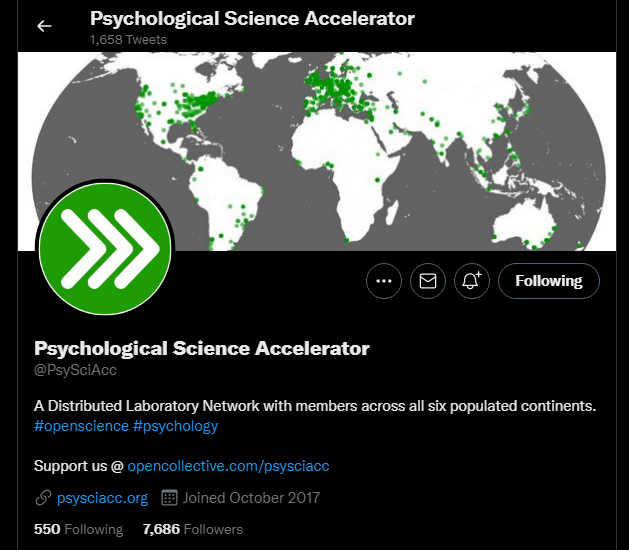 Psychological Science Accelerator
1,658 Tweets
Following
Psychological Science Accelerator
@PsySciAcc
A Distributed Laboratory Network with members across all six populated continents.
#openscience #psychology
Support us @ opencollective.com/psysciacc
psysciacc.org Joined October 2017
550 Following 7,686 Followers